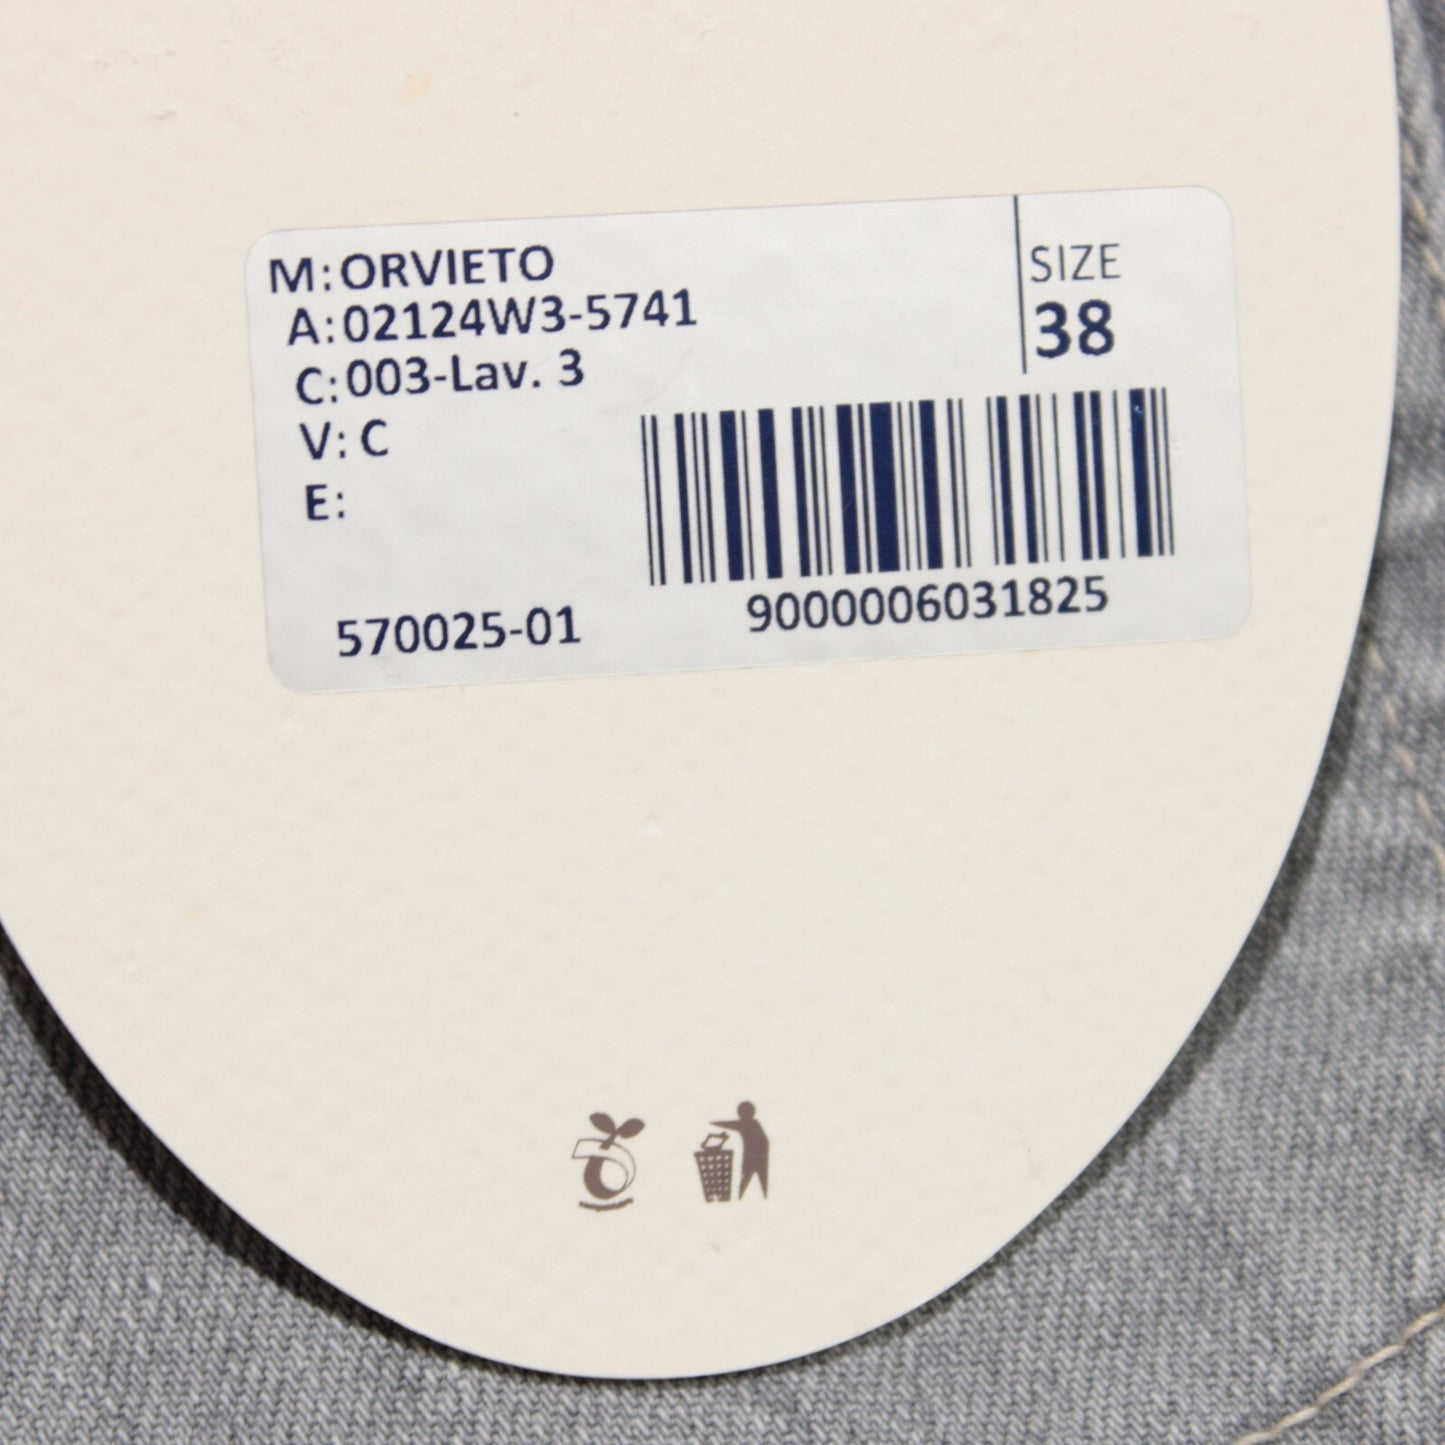 M: ORVIETO
A: 02124W3-5741
C: 003-Lav. 3
V: C
E:
SIZE
38
570025-01
9000006031825